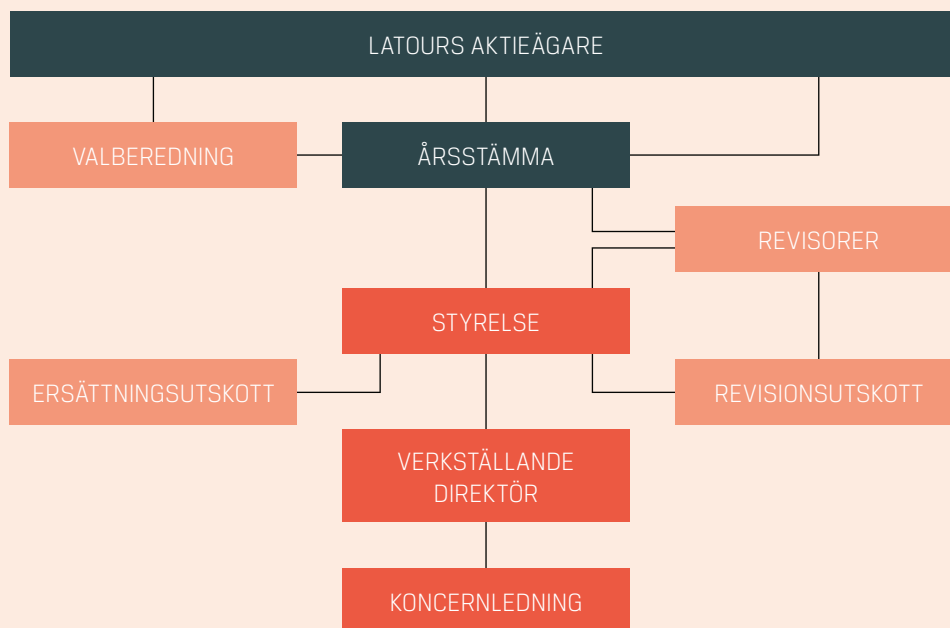 LATOURS AKTIEÄGARE
VALBEREDNING
ÅRSSTÄMMA
REVISORER
STYRELSE
ERSÄTTNINGSUTSKOTT
REVISIONSUTSKOTT
VERKSTÄLLANDE
DIREKTÖR
KONCERNLEDNING